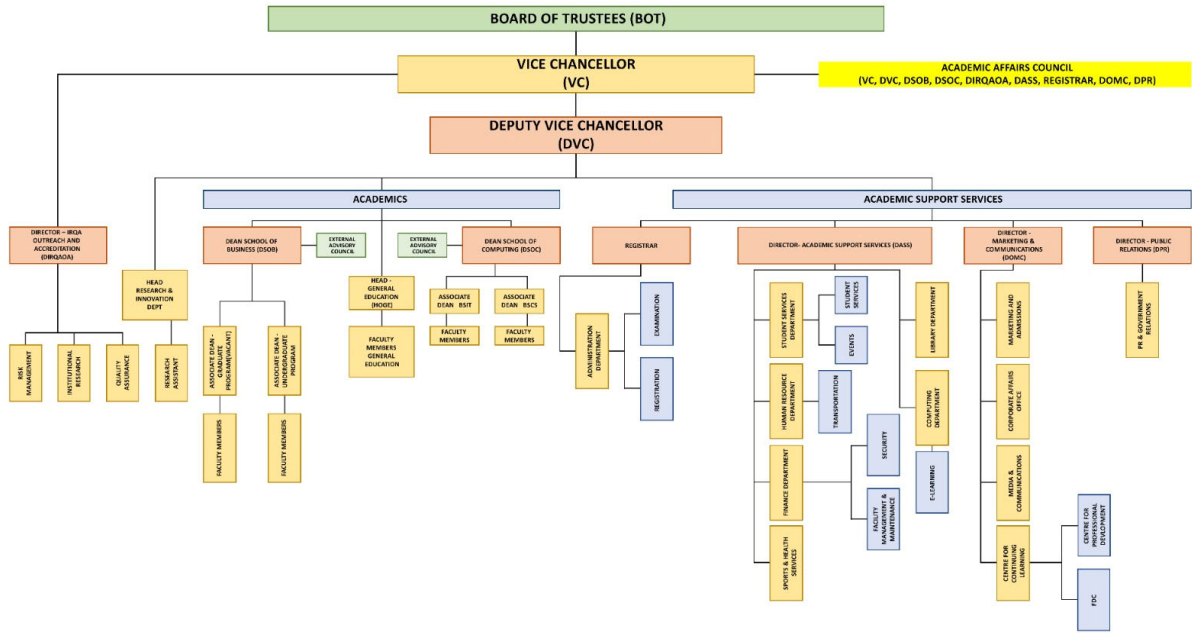 BOARD OF TRUSTEES (BOT)
VICE CHANCELLOR
(VC)
ACADEMIC AFFAIRS COUNCIL
(VC, DVC, DSOB, DSOC, DIRQAOA, DASS, REGISTRAR, DOMC, DPR)
DEPUTY VICE CHANCELLOR
(DVC)
ACADEMICS
ACADEMIC SUPPORT SERVICES
DIRECTOR – IRQA
OUTREACH AND
ACCREDITATION
(DIRQAOA)
HEAD
RESEARCH &
INNOVATION
DEPT
DEAN SCHOOL OF
BUSINESS (DSOB)
EXTERNAL
ADVISORY
COUNCIL
EXTERNAL
ADVISORY
COUNCIL
DEAN SCHOOL OF
COMPUTING (DSOC)
REGISTRAR
DIRECTOR- ACADEMIC SUPPORT SERVICES (DASS)
DIRECTOR -
MARKETING &
COMMUNICATIONS
(DOMC)
DIRECTOR - PUBLIC
RELATIONS (DPR)
HEAD -
GENERAL
EDUCATION
(HOGE)
FACULTY
MEMBERS
GENERAL
EDUCATION
ASSOCIATE
DEAN BSIT
ASSOCIATE
DEAN BSCS
FACULTY
MEMBERS
FACULTY
MEMBERS
RISK
MANAGEMENT
INSTITUTIONAL
RESEARCH
QUALITY
ASSURANCE
RESEARCH
ASSISTANT
ASSOCIATE DEAN -
GRADUATE
PROGRAM(VACANT)
ASSOCIATE DEAN -
UNDERGRADUATE
PROGRAM
FACULTY MEMBERS
FACULTY MEMBERS
ADMINISTRATION
DEPARTMENT
EXAMINATION
REGISTRATION
STUDENT SERVICES
DEPARTMENT
STUDENT
SERVICES
EVENTS
LIBRARY DEPARTMENT
HUMAN RESOURCE
DEPARTMENT
TRANSPORTATION
COMPUTING
DEPARTMENT
FINANCE DEPARTMENT
SECURITY
FACILITY
MANAGEMENT &
MAINTENANCE
E-LEARNING
SPORTS & HEALTH
SERVICES
MARKETING AND
ADMISSIONS
CORPORATE AFFAIRS
OFFICE
MEDIA &
COMMUNICATIONS
CENTRE FOR
CONTINUING
LEARNING
CENTRE FOR
PROFESSIONAL
DEVLOPMENT
FDC
PR & GOVERNMENT
RELATIONS